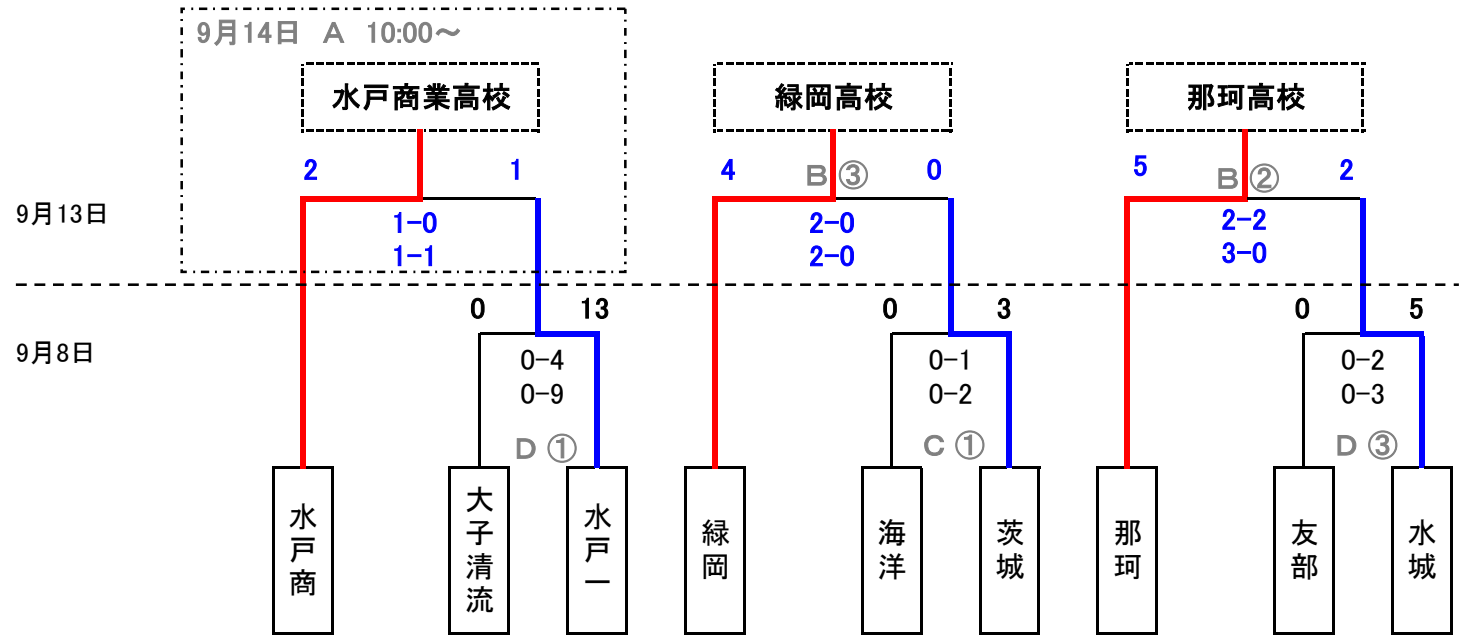 9月14日 A 10:00～
水戸商業高校
緑岡高校
那珂高校
2 1
4 B ③ 0
5 B ② 2
9月13日
1-0
1-1
2-0
2-0
2-2
3-0
0 13
0 3
0 5
9月8日
0-4
0-9
D ①
0-1
0-2
C ①
0-2
0-3
D ③
水戸商
大子清流
水戸一
緑岡
海洋
茨城
那珂
友部
水城